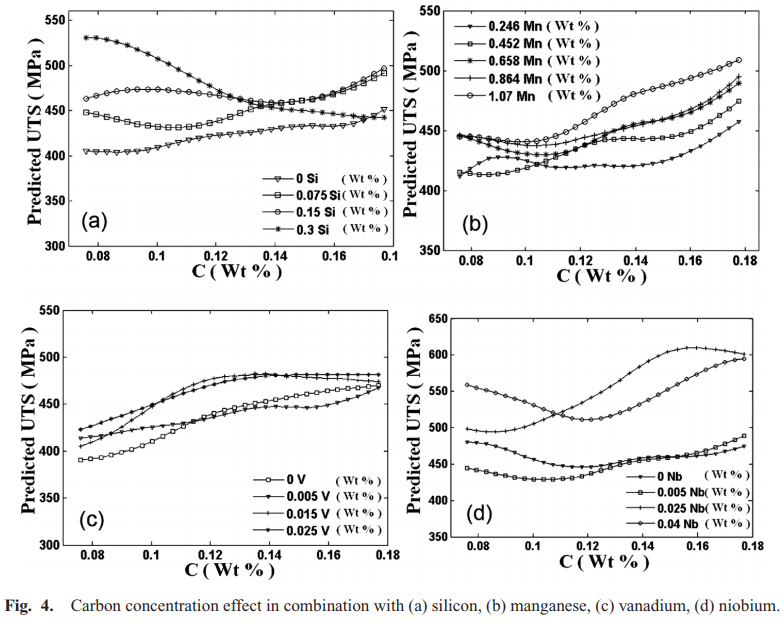 550
500
450
400
350
300
Predicted UTS ( MPa)
(a)
0 Si (Wt %)
0.075 Si (Wt %)
0.15 Si (Wt %)
0.3 Si (Wt %)
0.08 0.1 0.12 0.14 0.16 0.1
C ( Wt % )
550
500
450
400
350
Predicted UTS ( MPa)
0.246 Mn ( Wt % )
0.452 Mn ( Wt % )
0.658 Mn ( Wt % )
0.864 Mn ( Wt % )
1.07 Mn ( Wt % )
(b)
0.08 0.1 0.12 0.14 0.16 0.18
C ( Wt % )
550
500
450
400
350
300
Predicted UTS ( MPa )
(c)
0 V (Wt %)
0.005 V (Wt %)
0.015 V (Wt %)
0.025 V (Wt %)
0.08 0.1 0.12 0.14 0.16 0.18
C ( Wt % )
650
600
550
500
450
400
350
Predicted UTS ( MPa )
(d)
0 Nb (Wt %)
0.005 Nb(Wt %)
0.025 Nb(Wt %)
0.04 Nb(Wt %)
0.08 0.1 0.12 0.14 0.16 0.18
C ( Wt % )
Fig. 4. Carbon concentration effect in combination with (a) silicon, (b) manganese, (c) vanadium, (d) niobium.